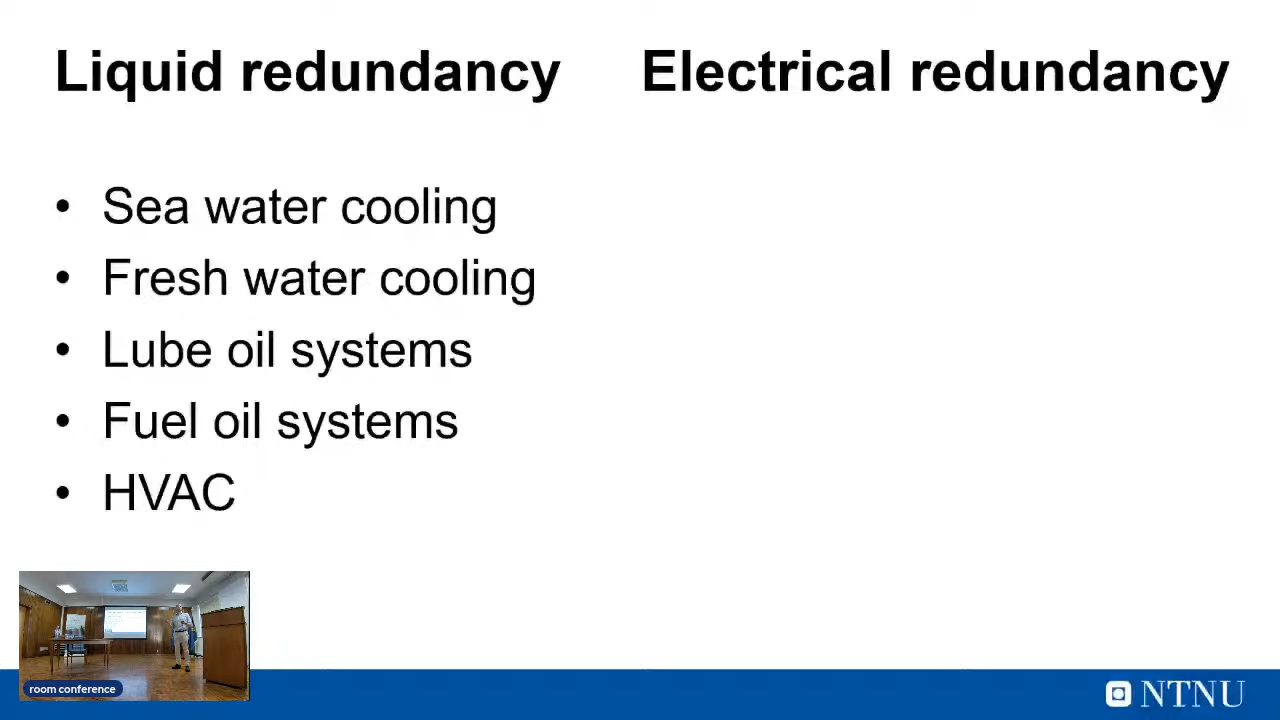 Liquid redundancy
Electrical redundancy
• Sea water cooling
• Fresh water cooling
• Lube oil systems
• Fuel oil systems
• HVAC
room conference
NTNU